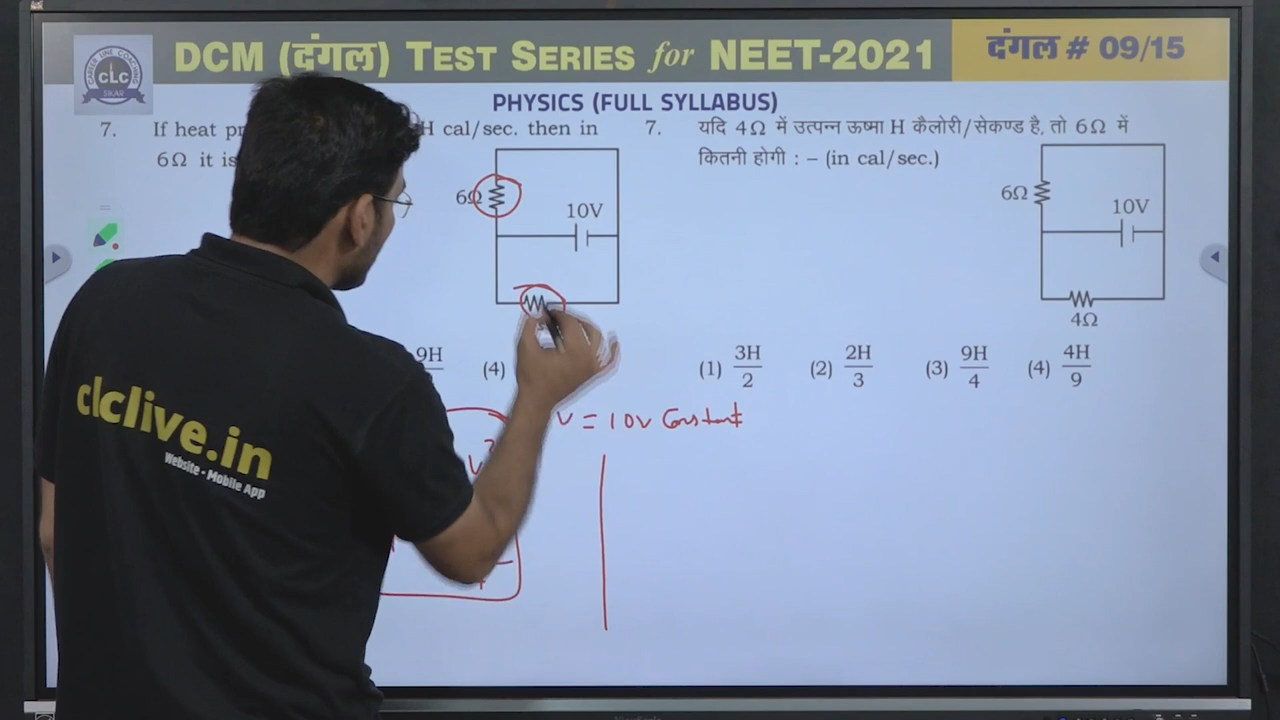 DCM (दंगल) TEST SERIES for NEET-2021
दंगल # 09/15
CAREER LINE COACHING
CLC
SIKAR
PHYSICS (FULL SYLLABUS)
7. If heat H cal/sec. then in
6Ω it is
6Ω
10V
9H
(4)
7. यदि 4Ω में उत्पन्न ऊष्मा H कैलोरी/सेकण्ड है, तो 6Ω में
कितनी होगी : – (in cal/sec.)
6Ω
10V
4Ω
(1) 3H/2 (2) 2H/3 (3) 9H/4 (4) 4H/9
V = 10V Constant
clclive.in
Website - Mobile App